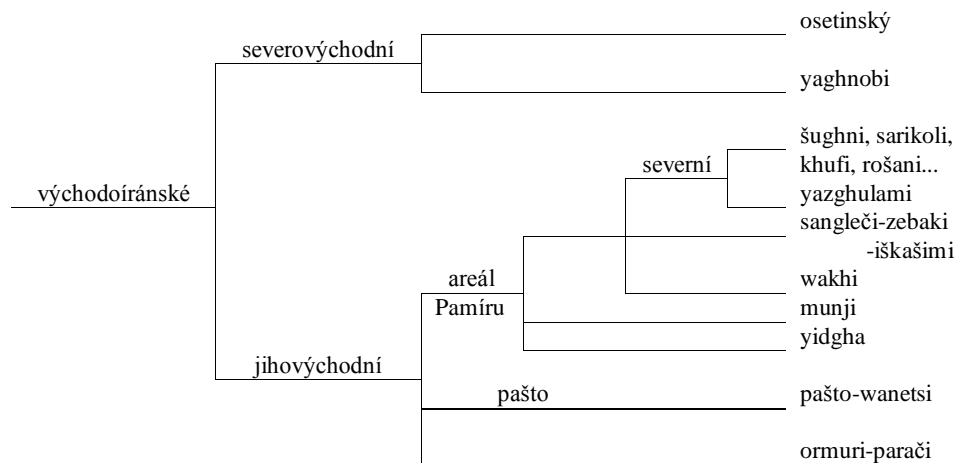 osetinský
severovýchodní
yaghnobi
šughni, sarikoli,
severní
khufi, rošani...
východoíránské
yazghulami
sangleči-zebaki
-iškašimi
areál
wakhi
Pamíru
munji
yidgha
jihovýchodní
pašto
pašto-wanetsi
ormuri-parači